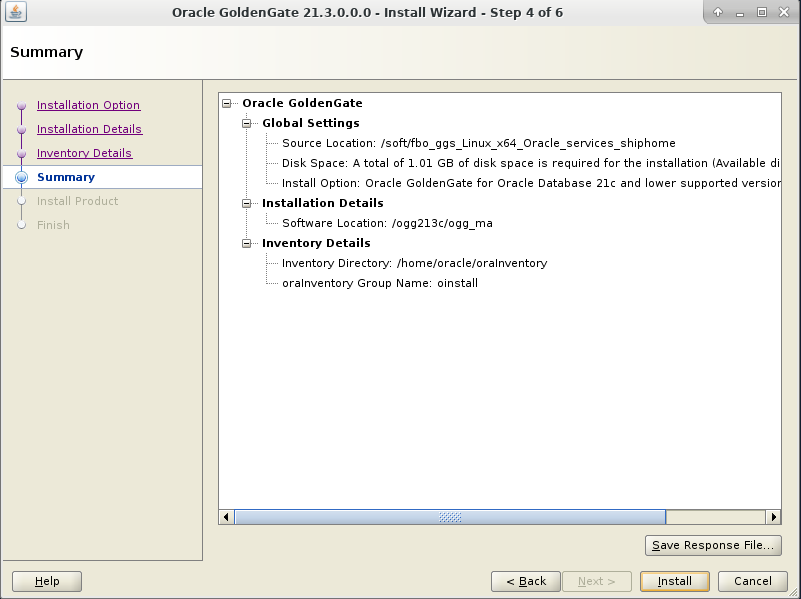 Oracle GoldenGate 21.3.0.0.0 - Install Wizard - Step 4 of 6
Summary
Installation Option
Installation Details
Inventory Details
Summary
Install Product
Finish
Oracle GoldenGate
Global Settings
Source Location: /soft/fbo_ggs_Linux_x64_Oracle_services_shiphome
Disk Space: A total of 1.01 GB of disk space is required for the installation (Available di
Install Option: Oracle GoldenGate for Oracle Database 21c and lower supported version
Installation Details
Software Location: /ogg213c/ogg_ma
Inventory Details
Inventory Directory: /home/oracle/oraInventory
oraInventory Group Name: oinstall
Save Response File...
Help
< Back
Next >
Install
Cancel